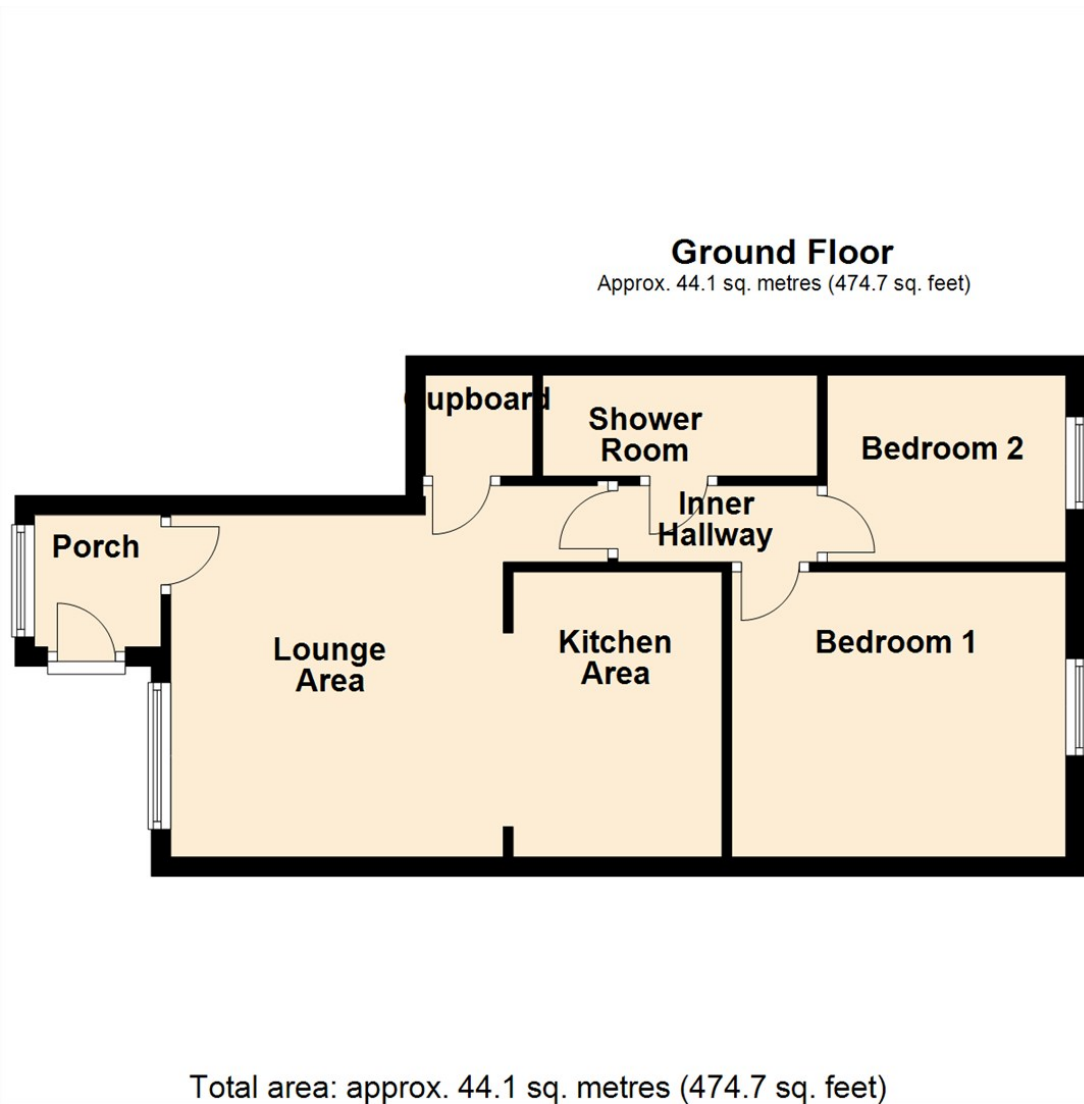 Ground Floor
Approx. 44.1 sq. metres (474.7 sq. feet)
Cupboard
Shower
Room
Bedroom 2
Inner
Hallway
Porch
Lounge
Area
Kitchen
Area
Bedroom 1
Total area: approx. 44.1 sq. metres (474.7 sq. feet)